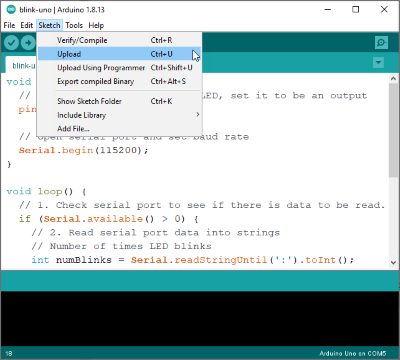 blink-uno | Arduino 1.8.13
File Edit Sketch Tools Help
Verify/Compile Ctrl+R
Upload Ctrl+U
Upload Using Programmer Ctrl+Shift+U
Export compiled Binary Ctrl+Alt+S
Show Sketch Folder Ctrl+K
Include Library
Add File...
blink-u
void
// LED, set it to be an output
pin
// Open serial port and set baud rate
Serial.begin(115200);
}
void loop() {
// 1. Check serial port to see if there is data to be read.
if (Serial.available() > 0) {
// 2. Read serial port data into strings
// Number of times LED blinks
int numBlinks = Serial.readStringUntil(':').toInt();
18 Arduino Uno on COM5